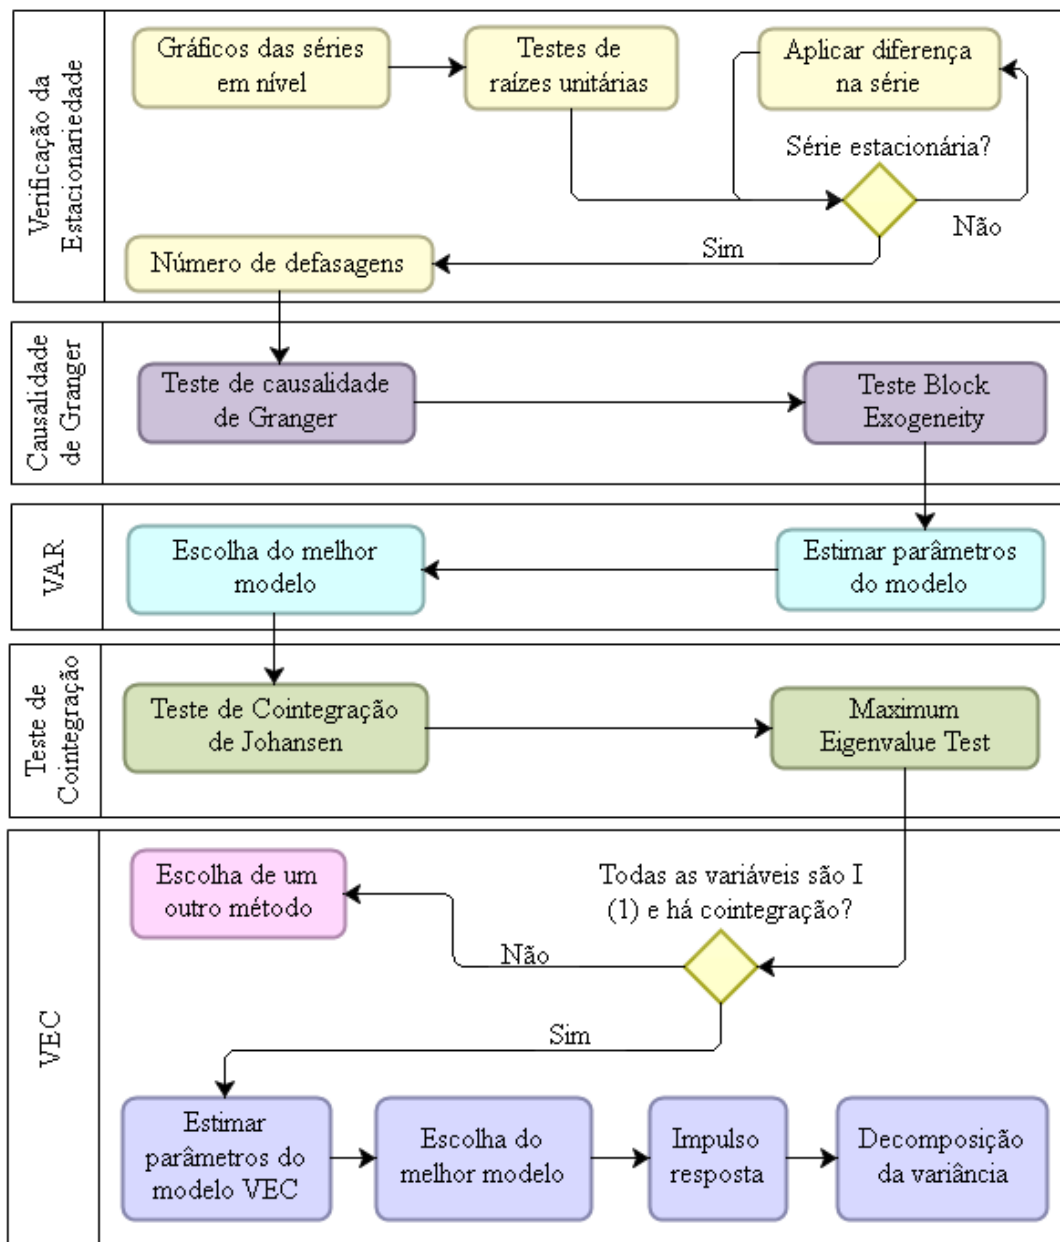 Verificação da
Estacionariedade
Gráficos das séries
em nível
Testes de
raízes unitárias
Aplicar diferença
na série
Série estacionária?
Não
Sim
Número de defasagens
Causalidade
de Granger
Teste de causalidade
de Granger
Teste Block
Exogeneity
VAR
Escolha do melhor
modelo
Estimar parâmetros
do modelo
Teste de
Cointegração
Teste de Cointegração
de Johansen
Maximum
Eigenvalue Test
VEC
Escolha de um
outro método
Todas as variáveis são I
(1) e há cointegração?
Não
Sim
Estimar
parâmetros do
modelo VEC
Escolha do
melhor modelo
Impulso
resposta
Decomposição
da variância